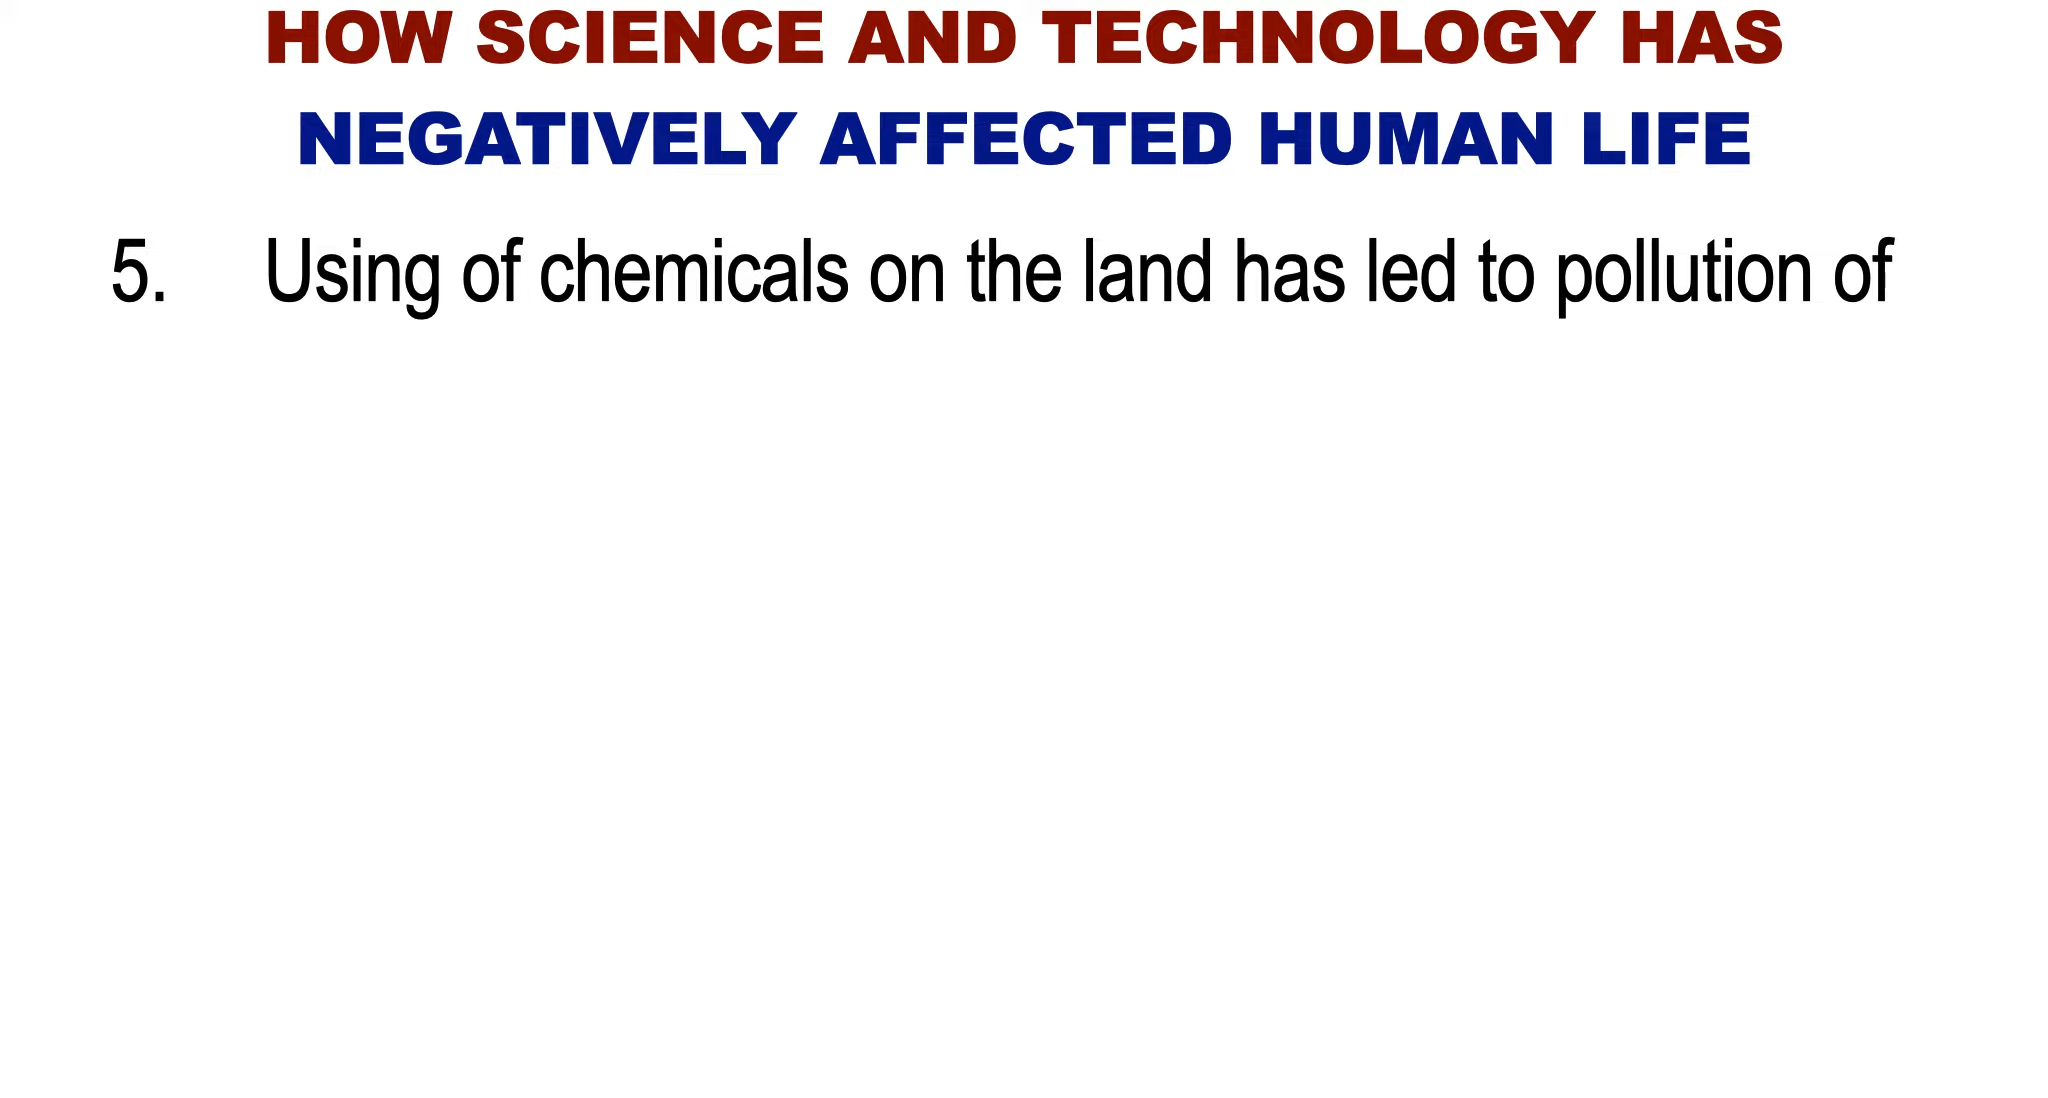 HOW SCIENCE AND TECHNOLOGY HAS
NEGATIVELY AFFECTED HUMAN LIFE
5. Using of chemicals on the land has led to pollution of